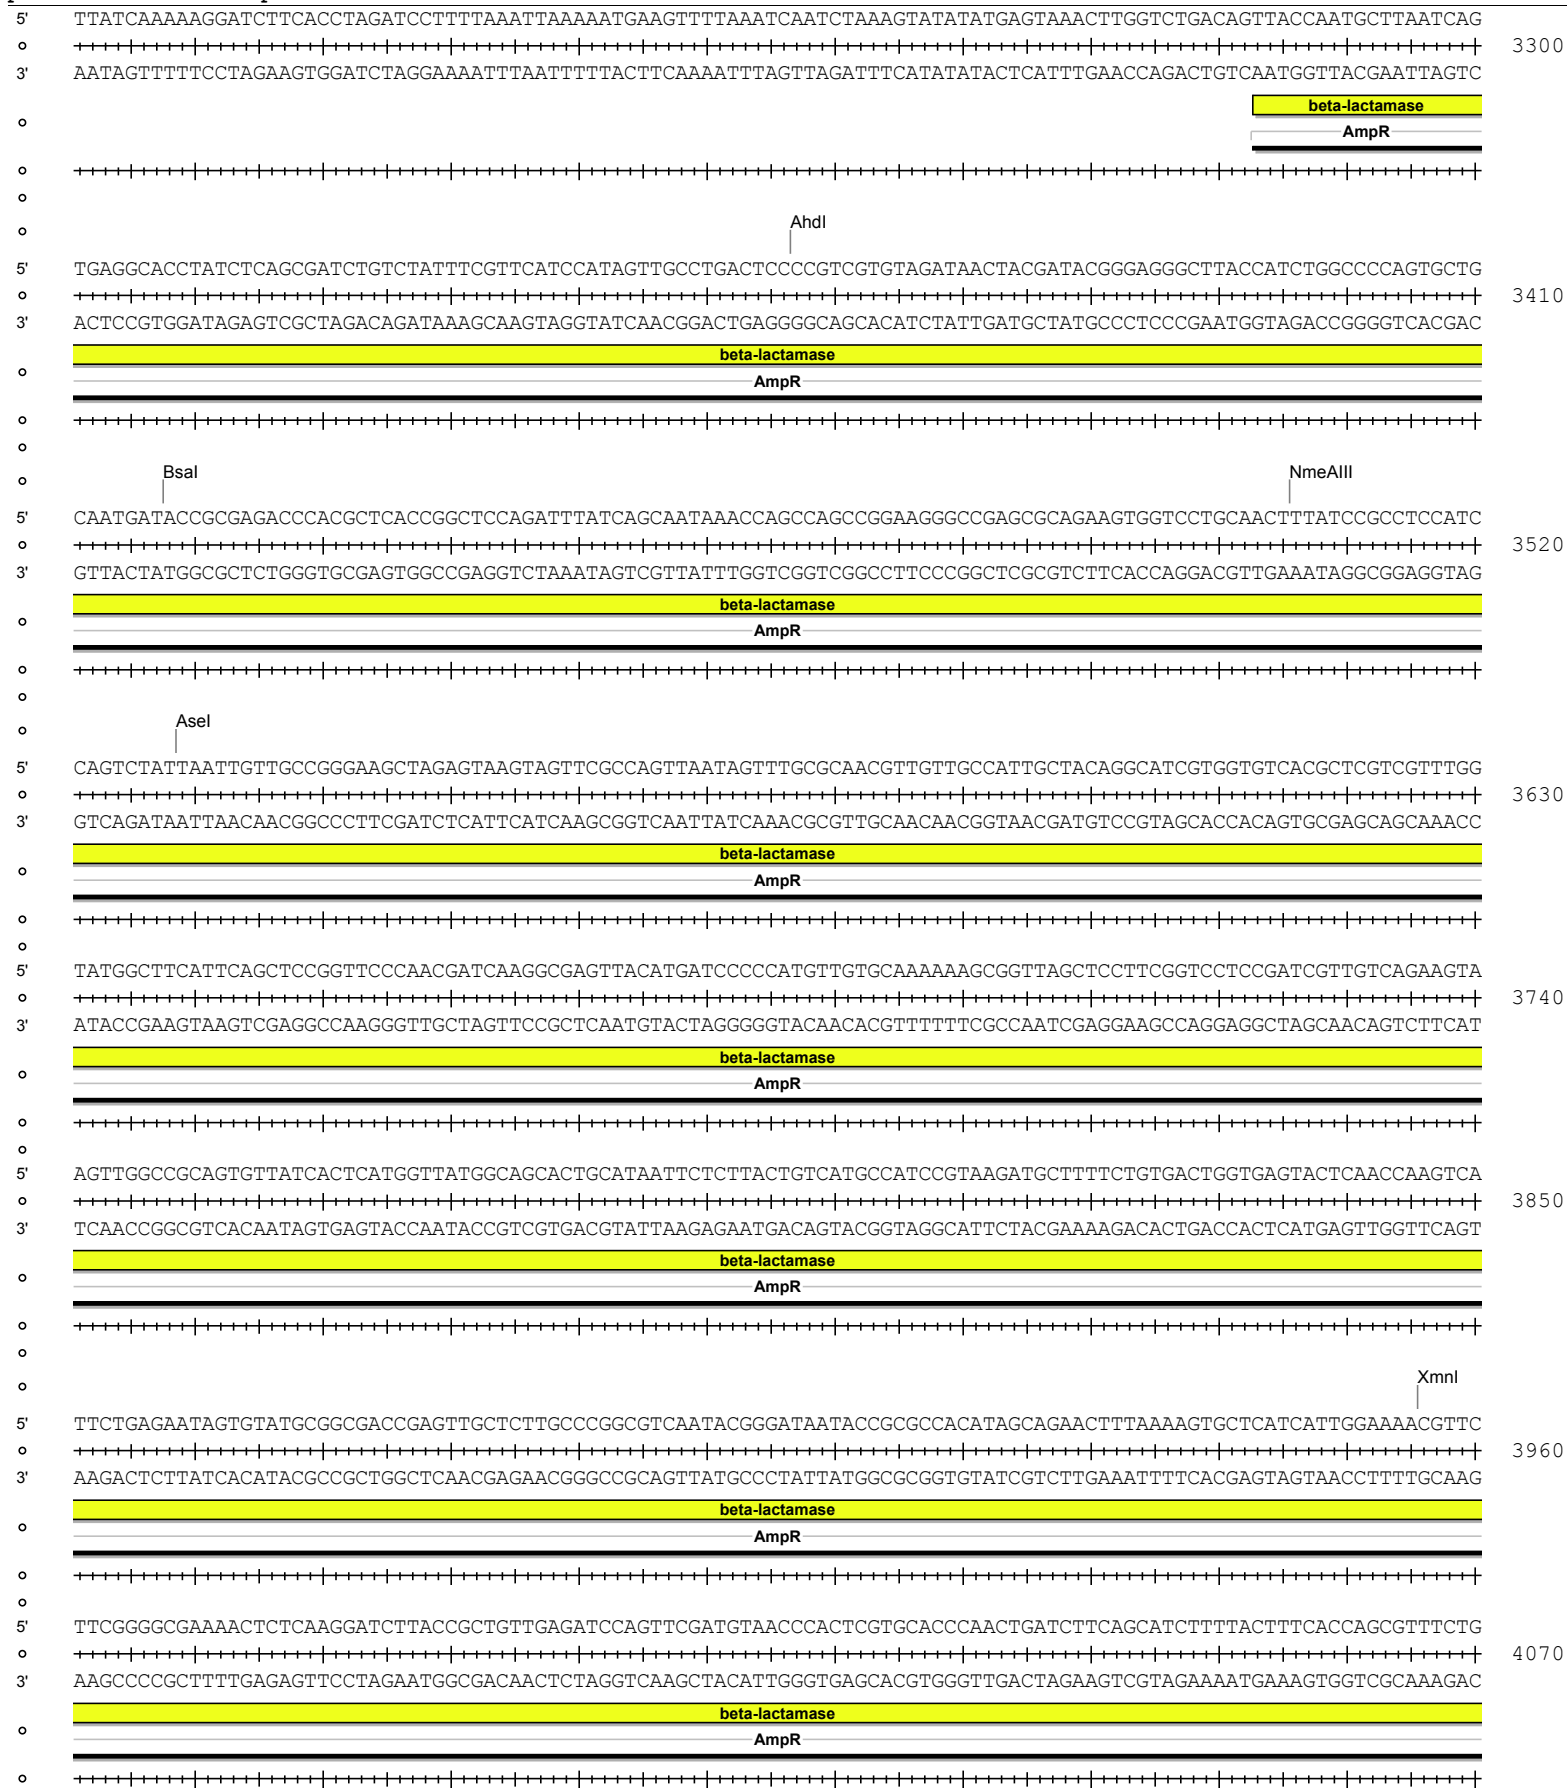 5' TTATCAAAAAGGATCTTCACCTAGATCCTTTTAAATTAAAAATGAAGTTTTAAATCAATCTAAAGTATATATGAGTAAACTTGGTCTGACAGTTACCAATGCTTAATCAG
3300
3' AATAGTTTTTCCTAGAAGTGGATCTAGGAAAATTTAATTTTTACTTCAAAATTTAGTTAGATTTCATATATACTCATTTGAACCAGACTGTCAATGGTTACGAATTAGTC
beta-lactamase
AmpR
AhdI
5' TGAGGCACCTATCTCAGCGATCTGTCTATTTCGTTCATCCATAGTTGCCTGACTCCCCGTCGTGTAGATAACTACGATACGGGAGGGCTTACCATCTGGCCCCAGTGCTG
3410
3' ACTCCGTGGATAGAGTCGCTAGACAGATAAAGCAAGTAGGTATCAACGGACTGAGGGGCAGCACATCTATTGATGCTATGCCCTCCCGAATGGTAGACCGGGGTCACGAC
beta-lactamase
AmpR
BsaI NmeAIII
5' CAATGATACCGCGAGACCCACGCTCACCGGCTCCAGATTTATCAGCAATAAACCAGCCAGCCGGAAGGGCCGAGCGCAGAAGTGGTCCTGCAACTTTATCCGCCTCCATC
3520
3' GTTACTATGGCGCTCTGGGTGCGAGTGGCCGAGGTCTAAATAGTCGTTATTTGGTCGGTCGGCCTTCCCGGCTCGCGTCTTCACCAGGACGTTGAAATAGGCGGAGGTAG
beta-lactamase
AmpR
AseI
5' CAGTCTATTAATTGTTGCCGGGAAGCTAGAGTAAGTAGTTCGCCAGTTAATAGTTTGCGCAACGTTGTTGCCATTGCTACAGGCATCGTGGTGTCACGCTCGTCGTTTGG
3630
3' GTCAGATAATTAACAACGGCCCTTCGATCTCATTCATCAAGCGGTCAATTATCAAACGCGTTGCAACAACGGTAACGATGTCCGTAGCACCACAGTGCGAGCAGCAAACC
beta-lactamase
AmpR
5' TATGGCTTCATTCAGCTCCGGTTCCCAACGATCAAGGCGAGTTACATGATCCCCCATGTTGTGCAAAAAAGCGGTTAGCTCCTTCGGTCCTCCGATCGTTGTCAGAAGTA
3740
3' ATACCGAAGTAAGTCGAGGCCAAGGGTTGCTAGTTCCGCTCAATGTACTAGGGGGTACAACACGTTTTTTCGCCAATCGAGGAAGCCAGGAGGCTAGCAACAGTCTTCAT
beta-lactamase
AmpR
5' AGTTGGCCGCAGTGTTATCACTCATGGTTATGGCAGCACTGCATAATTCTCTTACTGTCATGCCATCCGTAAGATGCTTTTCTGTGACTGGTGAGTACTCAACCAAGTCA
3850
3' TCAACCGGCGTCACAATAGTGAGTACCAATACCGTCGTGACGTATTAAGAGAATGACAGTACGGTAGGCATTCTACGAAAAGACACTGACCACTCATGAGTTGGTTCAGT
beta-lactamase
AmpR
XmnI
5' TTCTGAGAATAGTGTATGCGGCGACCGAGTTGCTCTTGCCCGGCGTCAATACGGGATAATACCGCGCCACATAGCAGAACTTTAAAAGTGCTCATCATTGGAAAACGTTC
3960
3' AAGACTCTTATCACATACGCCGCTGGCTCAACGAGAACGGGCCGCAGTTATGCCCTATTATGGCGCGGTGTATCGTCTTGAAATTTTCACGAGTAGTAACCTTTTGCAAG
beta-lactamase
AmpR
5' TTCGGGGCGAAAACTCTCAAGGATCTTACCGCTGTTGAGATCCAGTTCGATGTAACCCACTCGTGCACCCAACTGATCTTCAGCATCTTTTACTTTCACCAGCGTTTCTG
4070
3' AAGCCCCGCTTTTGAGAGTTCCTAGAATGGCGACAACTCTAGGTCAAGCTACATTGGGTGAGCACGTGGGTTGACTAGAAGTCGTAGAAAATGAAAGTGGTCGCAAAGAC
beta-lactamase
AmpR